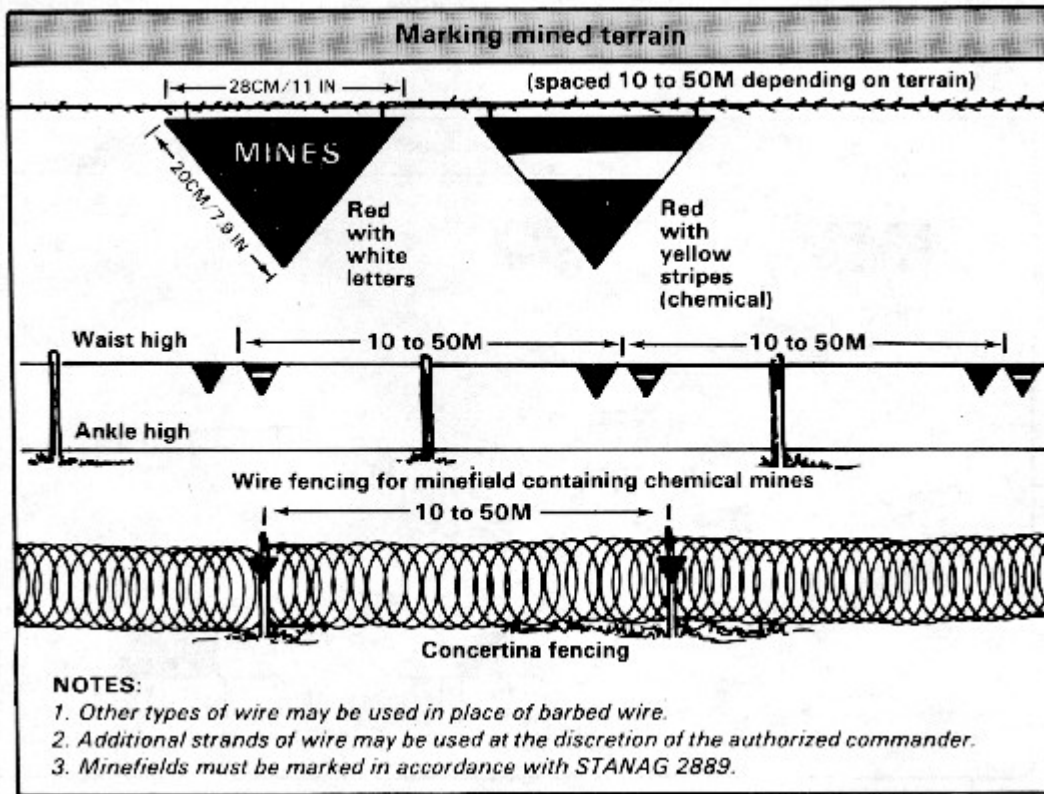 Marking mined terrain
28CM/11 IN
(spaced 10 to 50M depending on terrain)
MINES
20CM/7.9 IN
Red
with
white
letters
Red
with
yellow
stripes
(chemical)
Waist high
10 to 50M
10 to 50M
Ankle high
Wire fencing for minefield containing chemical mines
10 to 50M
Concertina fencing
NOTES:
1. Other types of wire may be used in place of barbed wire.
2. Additional strands of wire may be used at the discretion of the authorized commander.
3. Minefields must be marked in accordance with STANAG 2889.